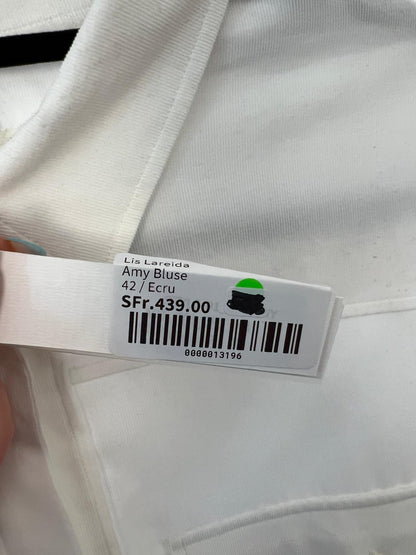 Lis Lareida
Amy Bluse
42 / Ecru
SFr.439.00
0000013196